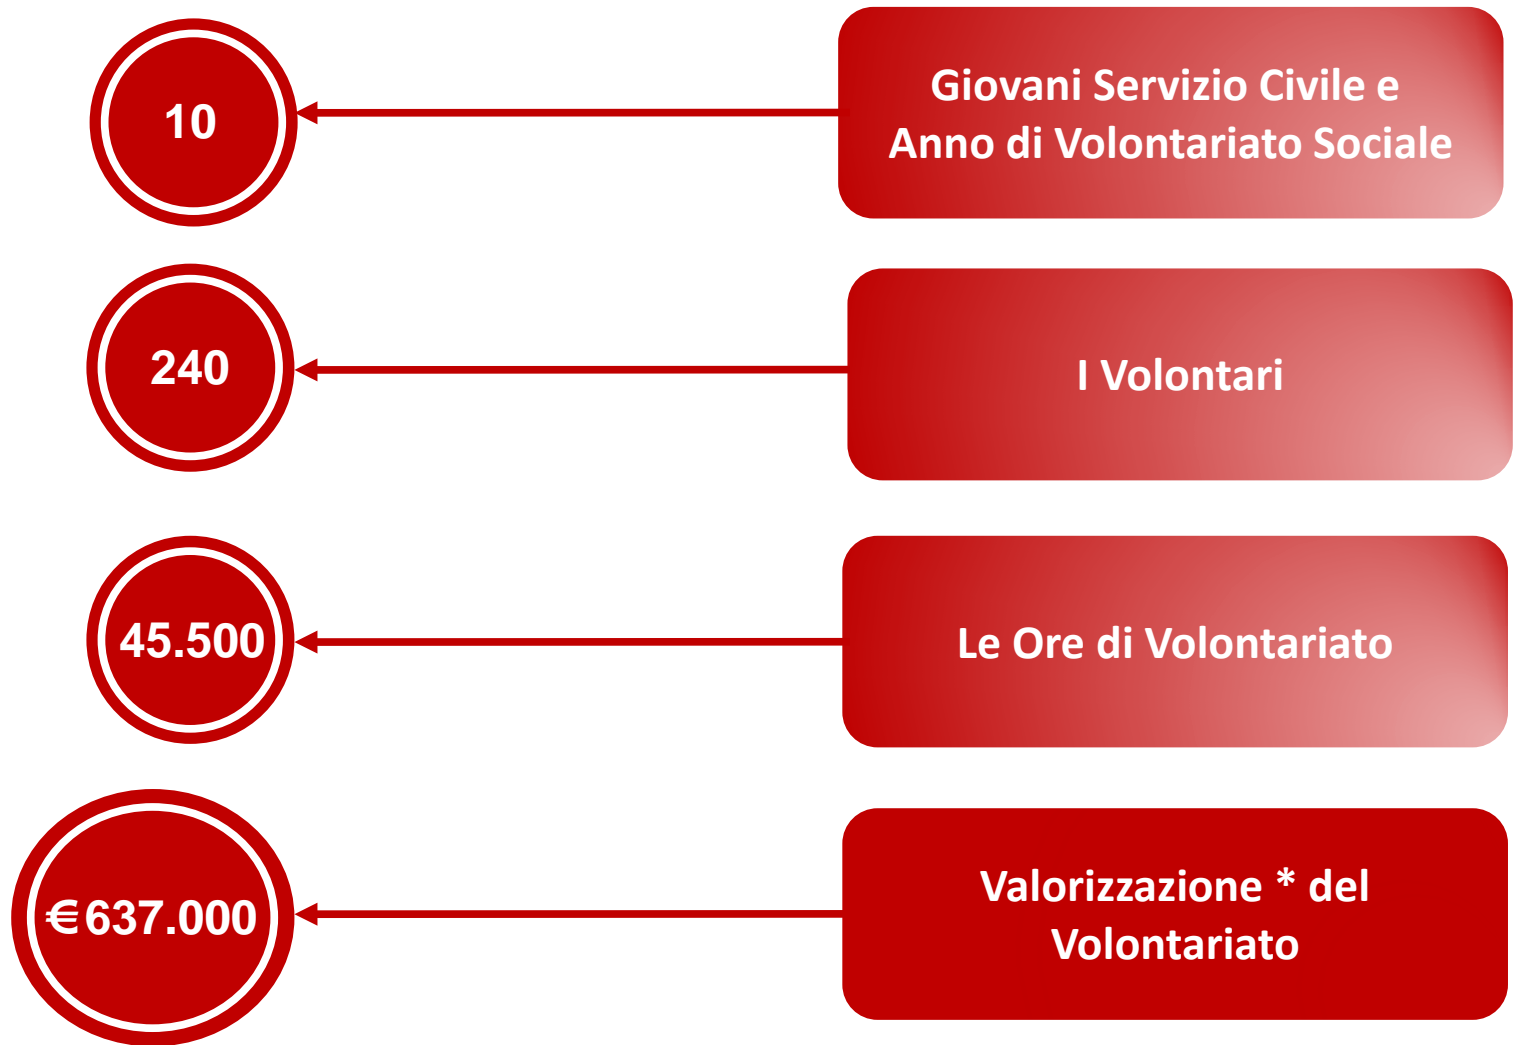 10
Giovani Servizio Civile e
Anno di Volontariato Sociale
240
I Volontari
45.500
Le Ore di Volontariato
€637.000
Valorizzazione * del
Volontariato